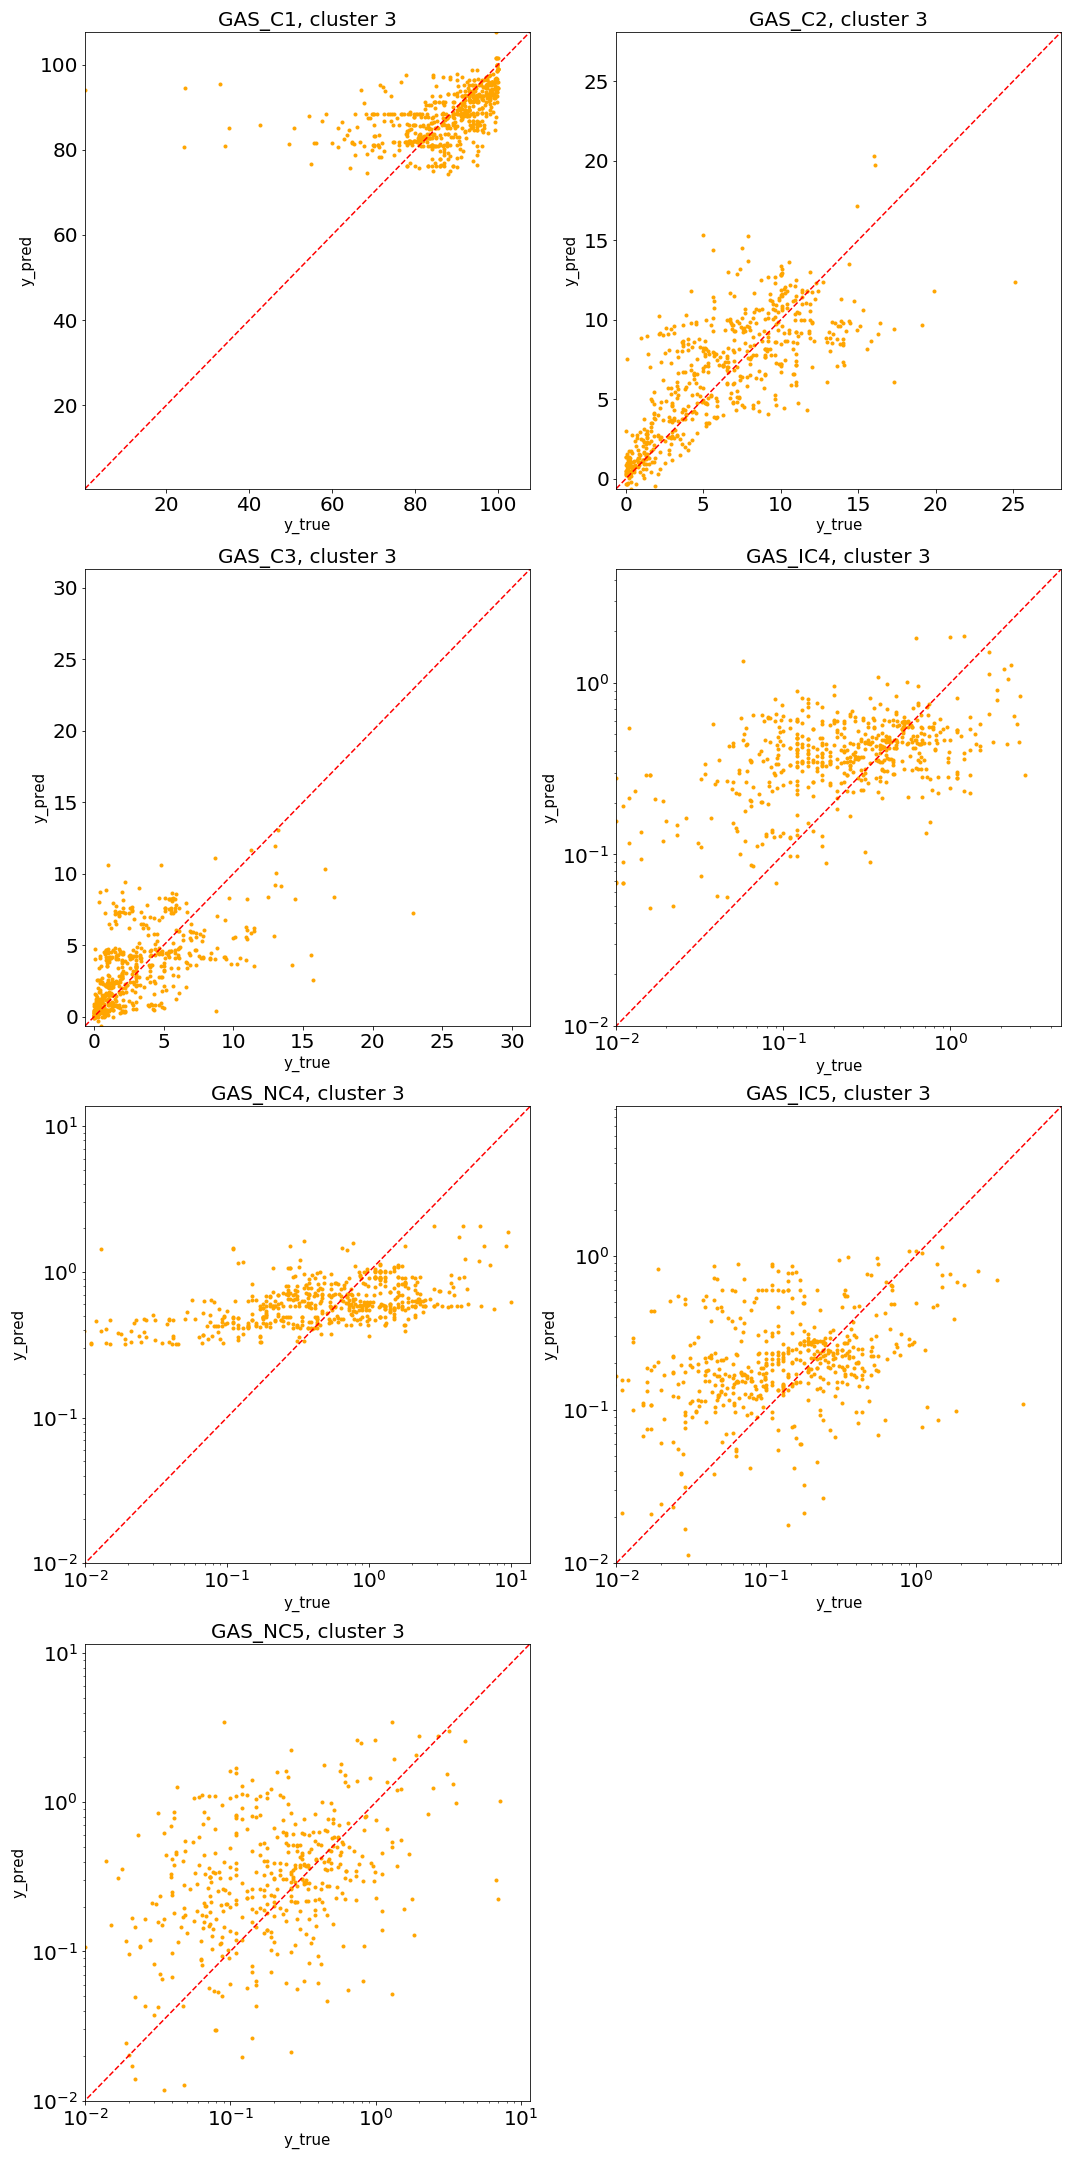 GAS_C1, cluster 3
100
80
60
40
20
y_pred
20 40 60 80 100
y_true
GAS_C2, cluster 3
25
20
15
10
5
0
y_pred
0 5 10 15 20 25
y_true
GAS_C3, cluster 3
30
25
20
15
10
5
0
y_pred
0 5 10 15 20 25 30
y_true
GAS_IC4, cluster 3
10⁰
10⁻¹
10⁻²
y_pred
10⁻² 10⁻¹ 10⁰
y_true
GAS_NC4, cluster 3
10¹
10⁰
10⁻¹
10⁻²
y_pred
10⁻² 10⁻¹ 10⁰ 10¹
y_true
GAS_IC5, cluster 3
10⁰
10⁻¹
10⁻²
y_pred
10⁻² 10⁻¹ 10⁰
y_true
GAS_NC5, cluster 3
10¹
10⁰
10⁻¹
10⁻²
y_pred
10⁻² 10⁻¹ 10⁰ 10¹
y_true